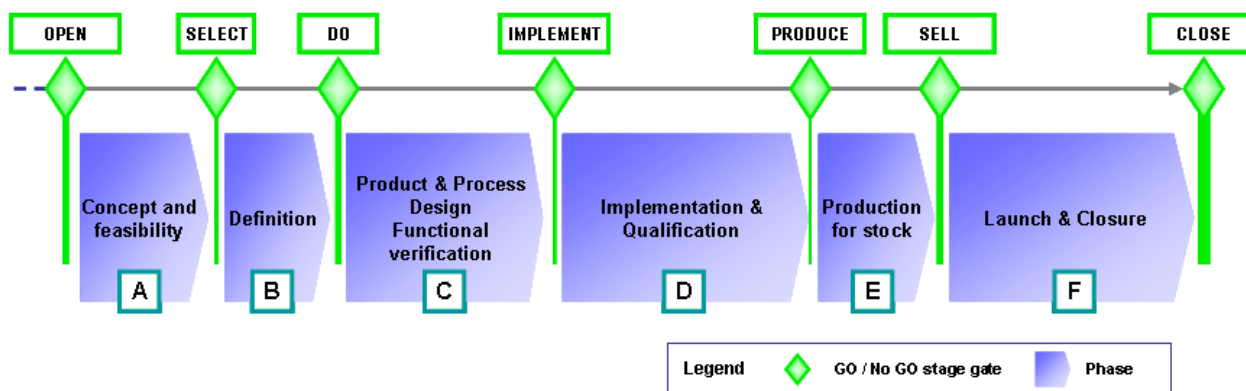 OPEN
SELECT
DO
IMPLEMENT
PRODUCE
SELL
CLOSE
Concept and
feasibility
A
Definition
B
Product & Process
Design
Functional
verification
C
Implementation &
Qualification
D
Production
for stock
E
Launch & Closure
F
Legend
GO / No GO stage gate
Phase